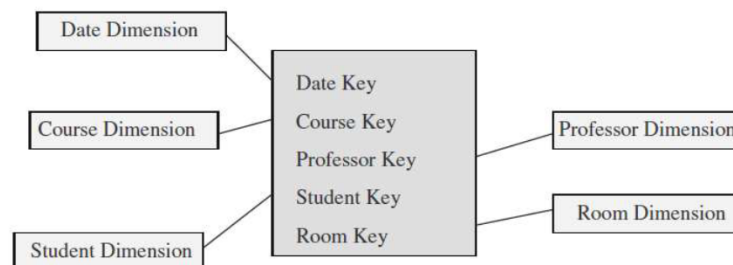 Date Dimension
Course Dimension
Student Dimension
Date Key
Course Key
Professor Key
Student Key
Room Key
Professor Dimension
Room Dimension